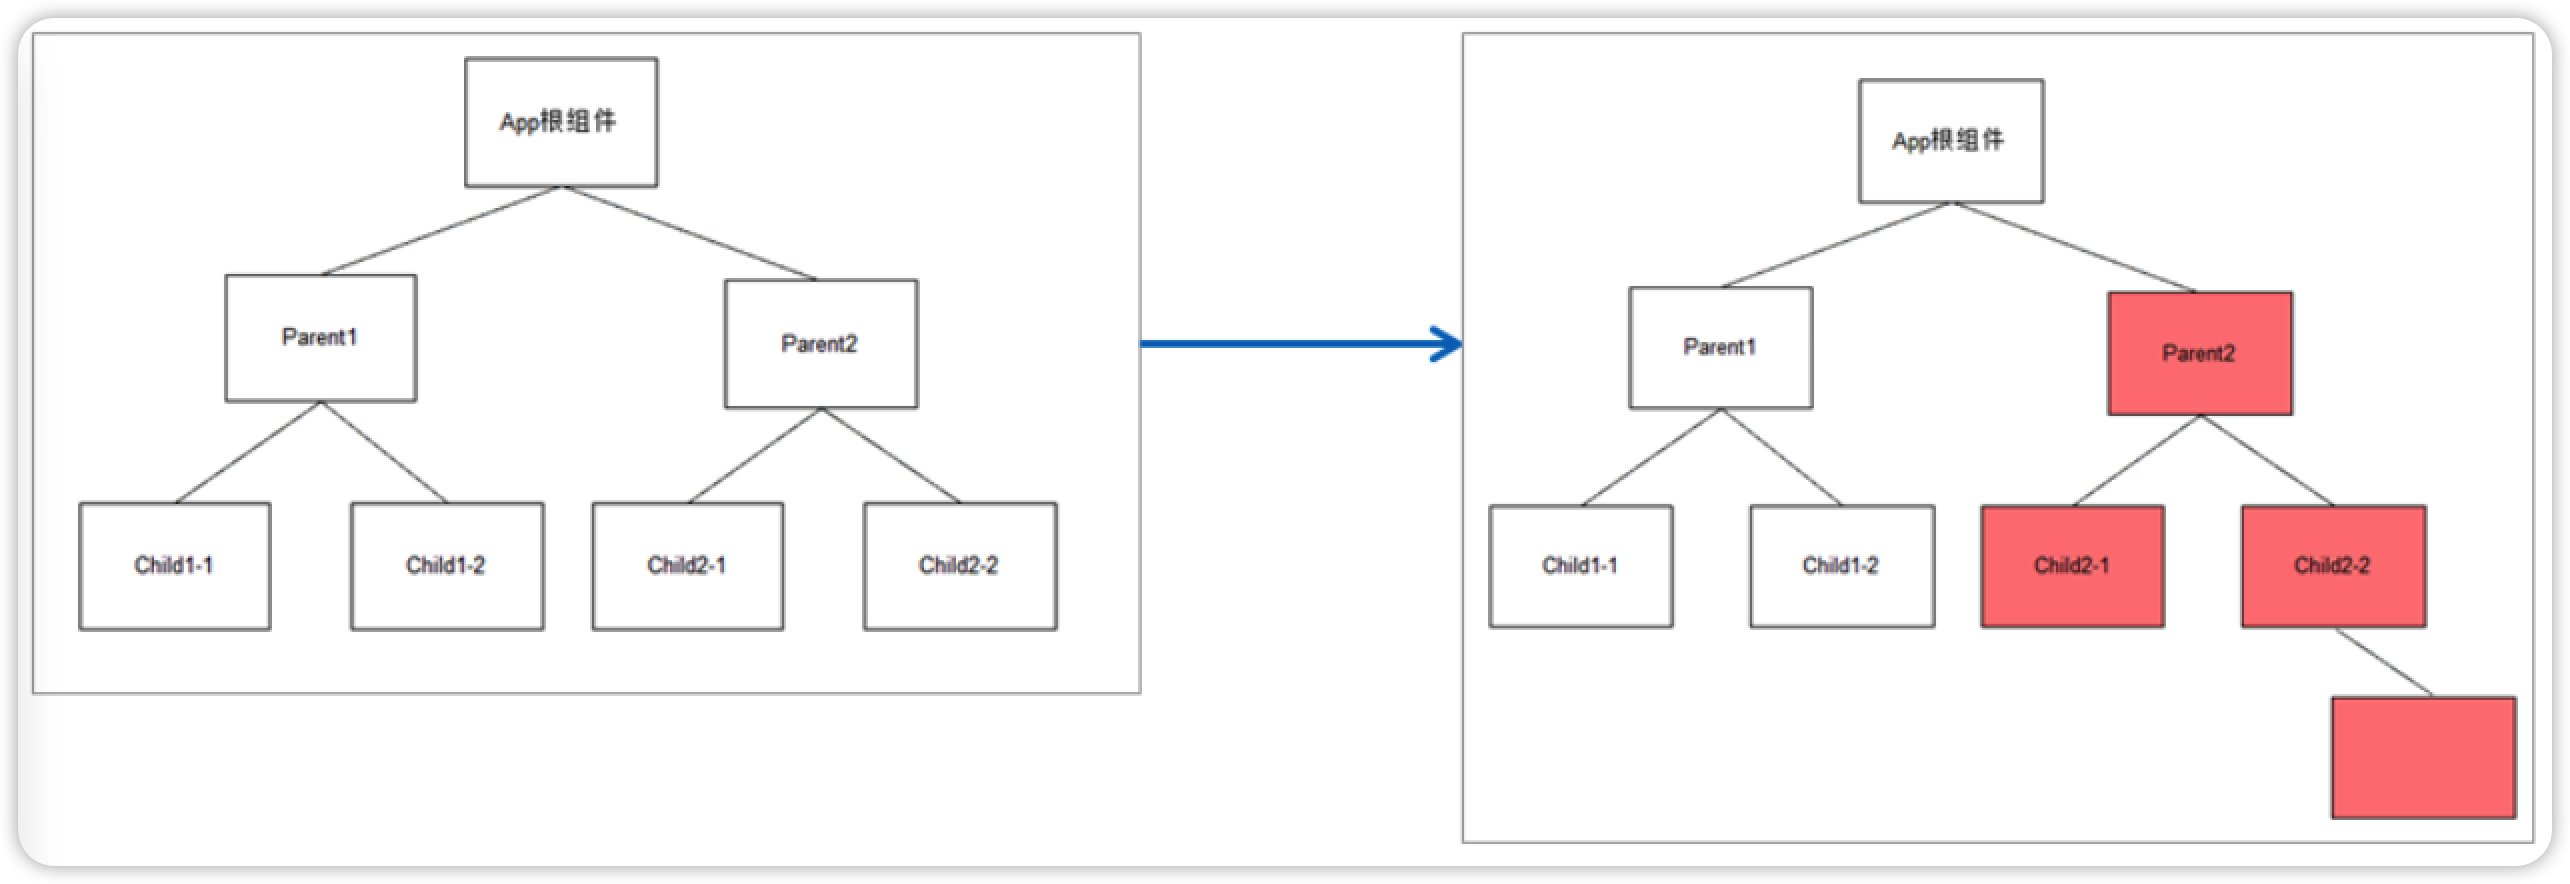 App根组件
Parent1
Parent2
Child1-1
Child1-2
Child2-1
Child2-2
App根组件
Parent1
Parent2
Child1-1
Child1-2
Child2-1
Child2-2